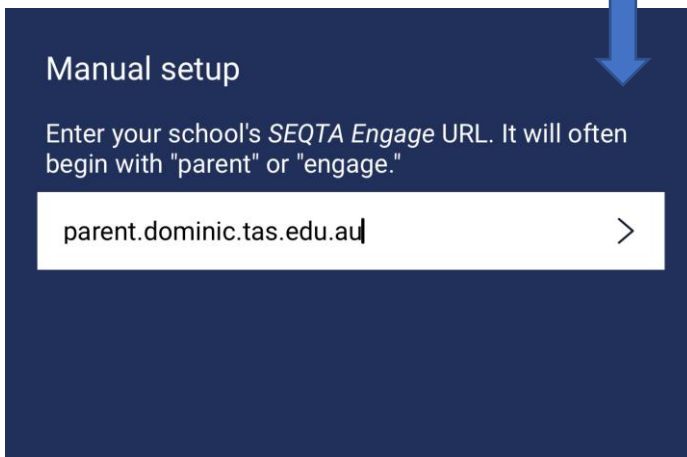 Manual setup
Enter your school's SEQTA Engage URL. It will often
begin with "parent" or "engage."
parent.dominic.tas.edu.au